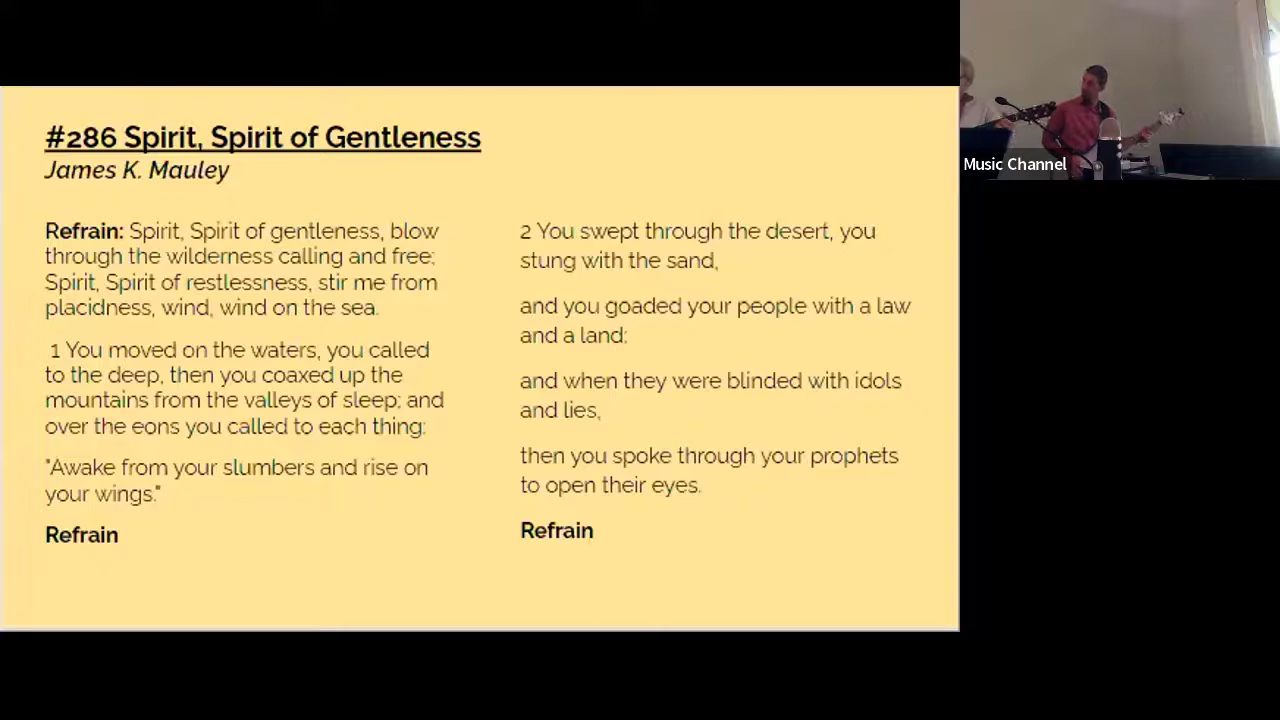 #286 Spirit, Spirit of Gentleness
James K. Mauley
Refrain: Spirit, Spirit of gentleness, blow
through the wilderness calling and free;
Spirit, Spirit of restlessness, stir me from
placidness, wind, wind on the sea.
1 You moved on the waters, you called
to the deep, then you coaxed up the
mountains from the valleys of sleep; and
over the eons you called to each thing:
"Awake from your slumbers and rise on
your wings."
Refrain
2 You swept through the desert, you
stung with the sand,
and you goaded your people with a law
and a land;
and when they were blinded with idols
and lies,
then you spoke through your prophets
to open their eyes.
Refrain
Music Channel